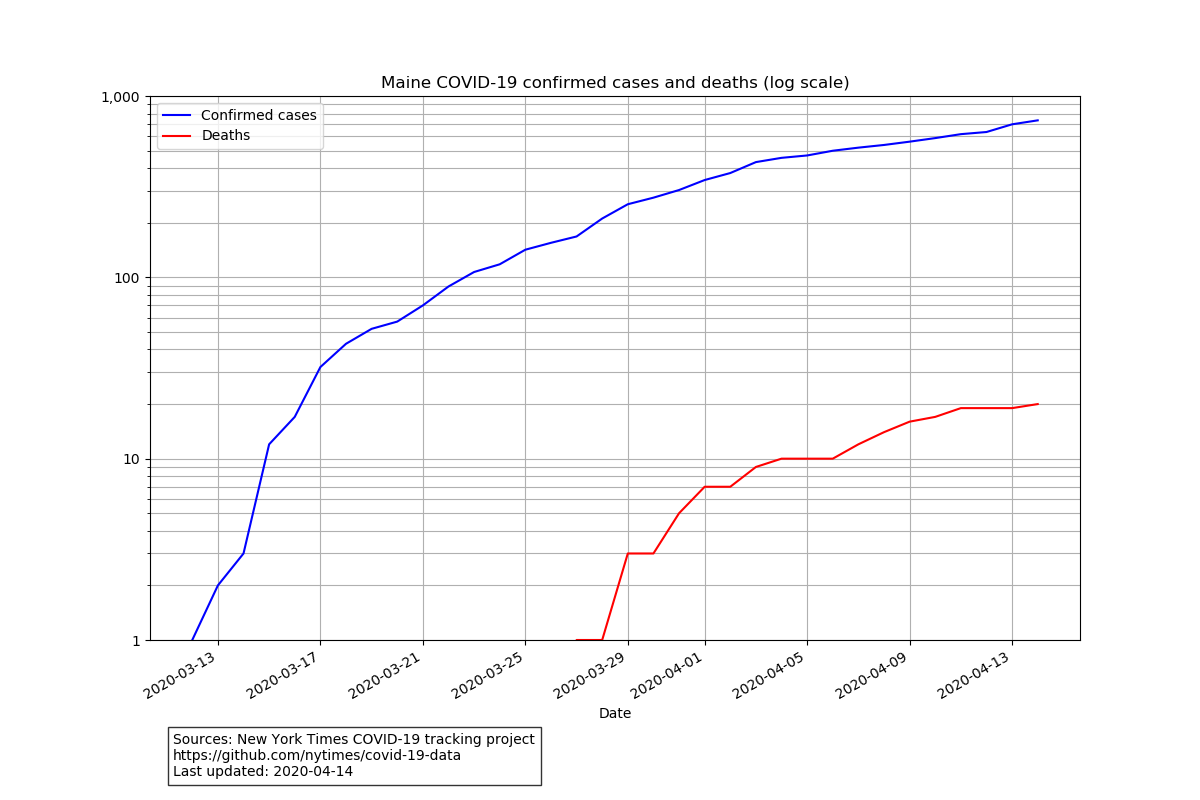 Maine COVID-19 confirmed cases and deaths (log scale)
1,000
100
10
1
Confirmed cases
Deaths
2020-03-13
2020-03-17
2020-03-21
2020-03-25
2020-03-29
2020-04-01
2020-04-05
2020-04-09
2020-04-13
Date
Sources: New York Times COVID-19 tracking project
https://github.com/nytimes/covid-19-data
Last updated: 2020-04-14